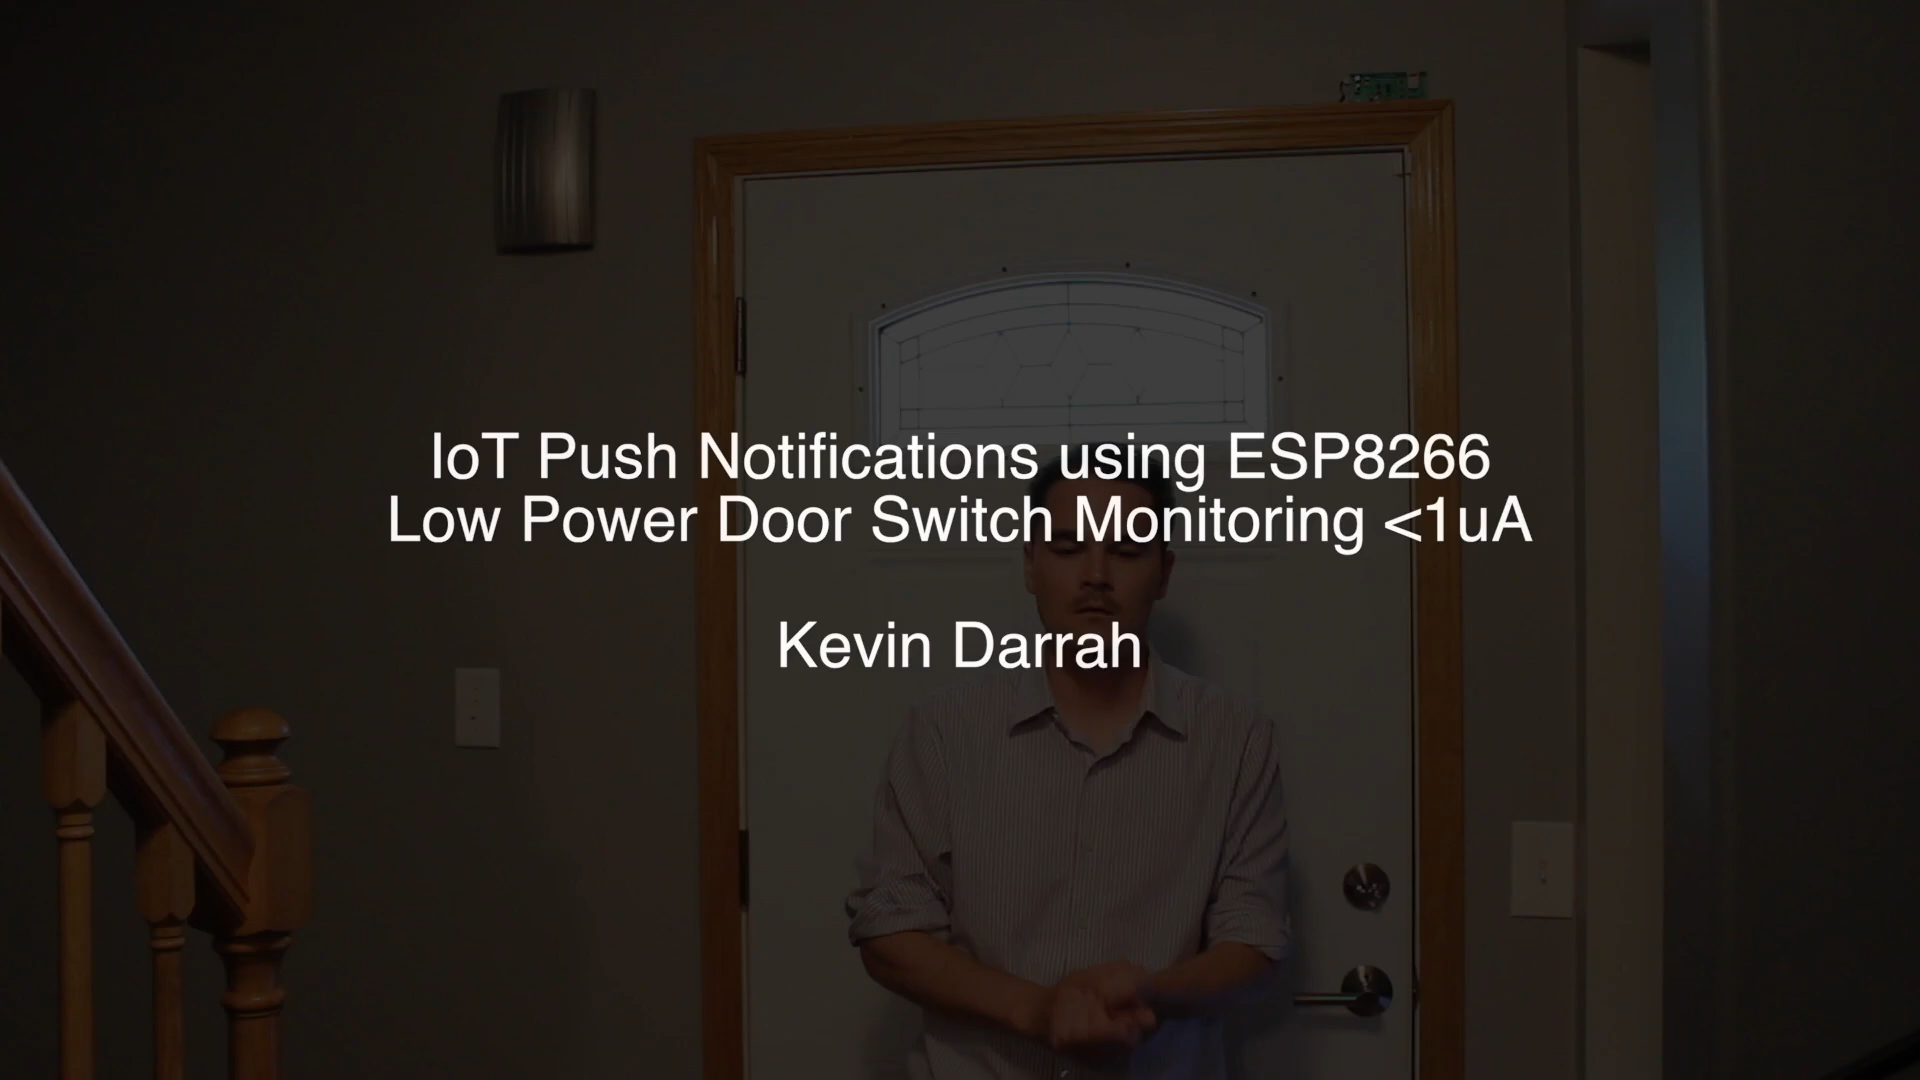 IoT Push Notifications using ESP8266
Low Power Door Switch Monitoring <1uA
Kevin Darrah